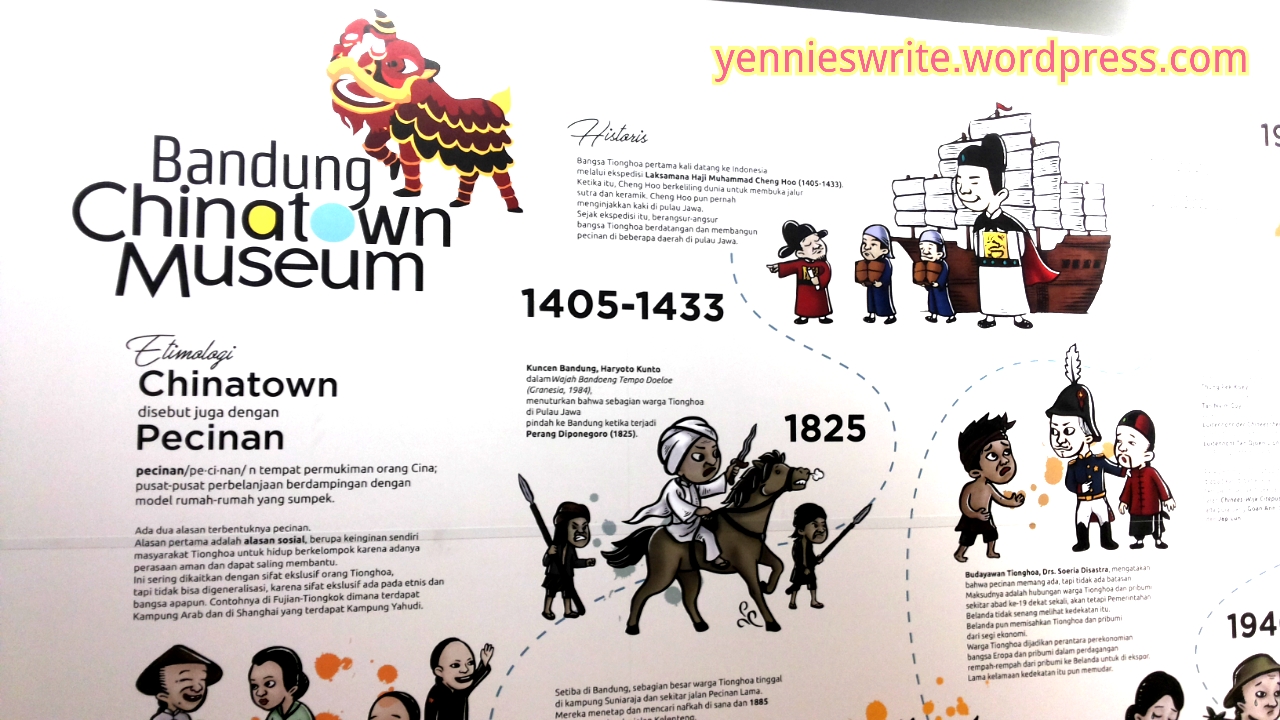 yennieswrite.wordpress.com
Bandung
Chinatown
Museum
Etimologi
Chinatown
disebut juga dengan
Pecinan
pecinan/pe·ci·nan/ n tempat permukiman orang Cina;
pusat-pusat perbelanjaan berdampingan dengan
model rumah-rumah yang sumpek.
Ada dua alasan terbentuknya pecinan.
Alasan pertama adalah alasan sosial, berupa keinginan sendiri
masyarakat Tionghoa untuk hidup berkelompok karena adanya
perasaan aman dan dapat saling membantu.
Ini sering dikaitkan dengan sifat ekslusif orang Tionghoa,
tapi tidak bisa digeneralisasi, karena sifat ekslusif ada pada etnis dan
bangsa apapun. Contohnya di Fujian-Tiongkok dimana terdapat
Kampung Arab dan di Shanghai yang terdapat Kampung Yahudi.
Historis
Bangsa Tionghoa pertama kali datang ke Indonesia
melalui ekspedisi Laksamana Haji Muhammad Cheng Hoo (1405-1433).
Ketika itu, Cheng Hoo berkeliling dunia untuk membuka jalur
sutra dan keramik. Cheng Hoo pun pernah
menginjakkan kaki di pulau Jawa.
Sejak ekspedisi itu, berangsur-angsur
bangsa Tionghoa berdatangan dan membangun
pecinan di beberapa daerah di pulau Jawa.
1405-1433
Kuncen Bandung, Haryoto Kunto
dalam Wajah Bandoeng Tempo Doeloe
(Granesia, 1984),
menuturkan bahwa sebagian warga Tionghoa
di Pulau Jawa
pindah ke Bandung ketika terjadi
Perang Diponegoro (1825).
1825
Setiba di Bandung, sebagian besar warga Tionghoa tinggal
di kampung Suniaraja dan sekitar jalan Pecinan Lama.
Mereka menetap dan mencari nafkah di sana dan 1885
Kelenteng.
Budayawan Tionghoa, Drs. Soeria Disastra, mengatakan
bahwa pecinan memang ada, tapi tidak ada batasan
Maksudnya adalah hubungan warga Tionghoa dan pribumi
sekitar abad ke-19 dekat sekali, akan tetapi Pemerintahan
Belanda tidak senang melihat kedekatan itu.
Belanda pun memisahkan Tionghoa dan pribumi
dari segi ekonomi.
Warga Tionghoa dijadikan perantara perekonomian
bangsa Eropa dan pribumi dalam perdagangan
rempah-rempah dari pribumi ke Belanda untuk di ekspor.
Lama kelamaan kedekatan itu pun memudar.
19
194